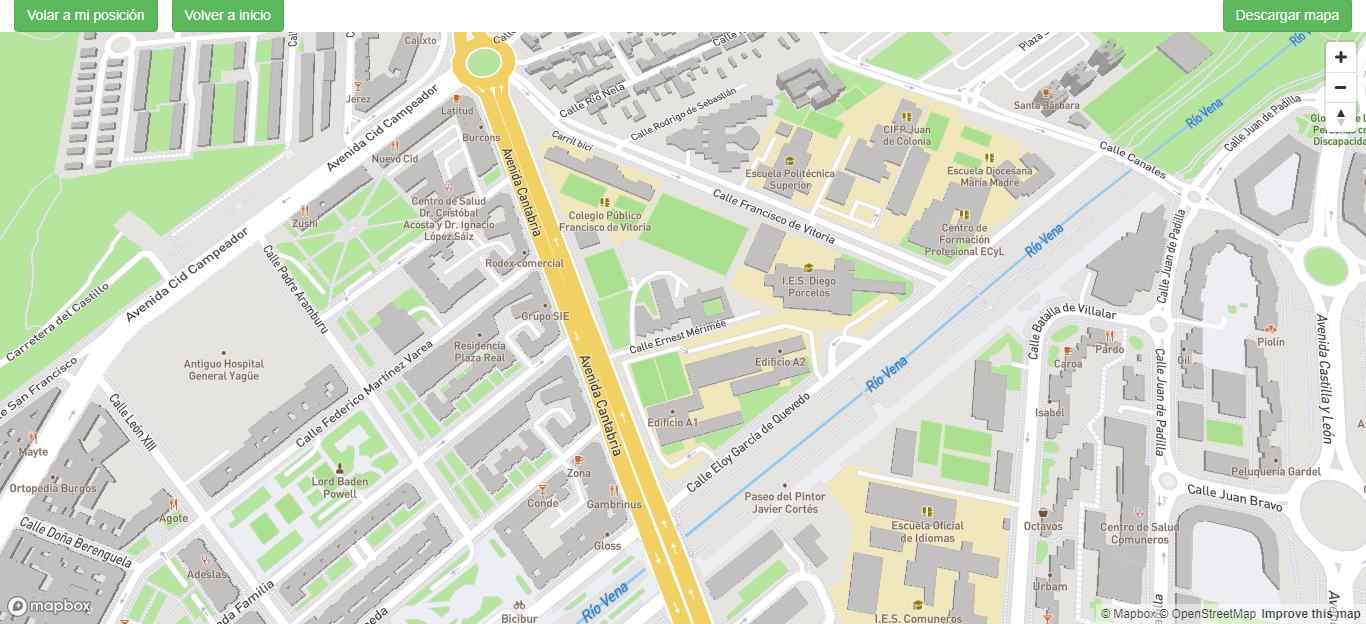 Volar a mi posición
Volver a inicio
Descargar mapa
Calixto
Jerez
Latitud
Burcons
Nuevo Cid
Avenida Cid Campeador
Centro de Salud
Dr. Cristóbal
Acosta y Dr. Ignacio
López Sáiz
Zushi
Rodex comercial
Grupo SIE
Avenida Cantabria
Carril bici
Calle Río Nela
Calle Rodrigo de Sebastián
Calle Francisco de Vitoria
Colegio Público
Francisco de Vitoria
Escuela Politécnica
Superior
CIFP Juan
de Colonia
Escuela Diocesana
María Madre
Centro de
Formación
Profesional ECyL
I.E.S. Diego
Porcelos
Santa Bárbara
Río Vena
Calle Canales
Calle Juan de Padilla
Río Vena
Calle Juan de Padilla
Calle Batalla de Villalar
Carretera del Castillo
Avenida Cid Campeador
Calle Padre Aramburu
Antiguo Hospital
General Yagüe
Residencia
Plaza Real
Calle Federico Martínez Varea
Calle León XIII
Calle Ernest Mérimée
Edificio A2
Edificio A1
Avenida Cantabria
Calle Eloy García de Quevedo
Río Vena
Pardo
Caroa
Gil
Piolín
Isabel
Calle Juan de Padilla
Avenida Castilla y León
Peluquería Gardel
Calle Juan Bravo
Mayte
Ortopedia Burgos
Agote
Lord Baden
Powell
Zona
Conde
Gambrinus
Gloss
Paseo del Pintor
Javier Cortés
Escuela Oficial
de Idiomas
Octavos
Centro de Salud
Comuneros
Urbam
Calle Doña Berenguela
Adeslas
Bicibur
Río Vena
I.E.S. Comuneros
mapbox
© Mapbox © OpenStreetMap Improve this map